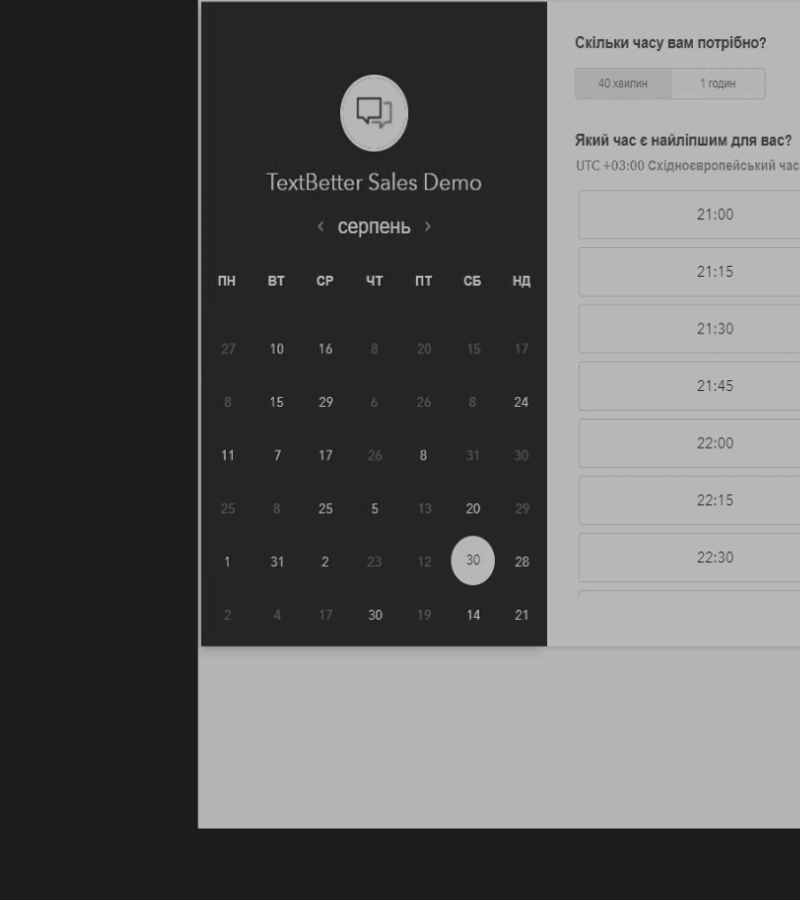 Скільки часу вам потрібно?
40 хвилин 1 годин
Який час є найліпшим для вас?
UTC +03:00 Східноєвропейський час
TextBetter Sales Demo
‹ серпень ›
ПН ВТ СР ЧТ ПТ СБ НД
27 10 16 8 20 15 17
8 15 29 6 26 8 24
11 7 17 26 8 31 30
25 8 25 5 13 20 29
1 31 2 23 12 30 28
2 4 17 30 19 14 21
21:00
21:15
21:30
21:45
22:00
22:15
22:30